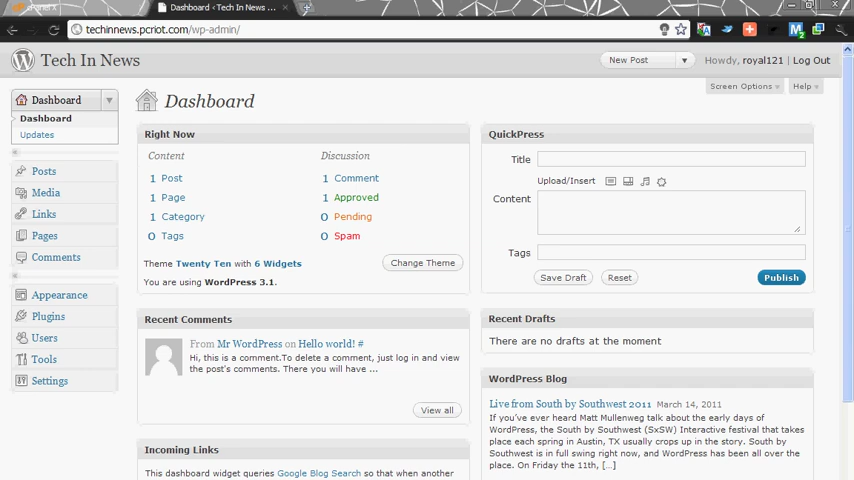 Dashboard ‹ Tech In News ...
techinnews.pcriot.com/wp-admin/
Tech In News
New Post
Howdy, royal121 | Log Out
Screen Options
Help
Dashboard
Dashboard
Updates
Posts
Media
Links
Pages
Comments
Appearance
Plugins
Users
Tools
Settings
Dashboard
Right Now
Content
Discussion
1 Post
1 Comment
1 Page
1 Approved
1 Category
0 Pending
0 Tags
0 Spam
Theme Twenty Ten with 6 Widgets
Change Theme
You are using WordPress 3.1.
Recent Comments
From Mr WordPress on Hello world! #
Hi, this is a comment.To delete a comment, just log in and view
the post's comments. There you will have ...
View all
Incoming Links
This dashboard widget queries Google Blog Search so that when another
QuickPress
Title
Upload/Insert
Content
Tags
Save Draft
Reset
Publish
Recent Drafts
There are no drafts at the moment
WordPress Blog
Live from South by Southwest 2011 March 14, 2011
If you've ever heard Matt Mullenweg talk about the early days of
WordPress, the South by Southwest (SxSW) Interactive festival that takes
place each spring in Austin, TX usually crops up in the story. South by
Southwest is in full swing right now, and WordPress has been all over the
place. On Friday the 11th, [...]